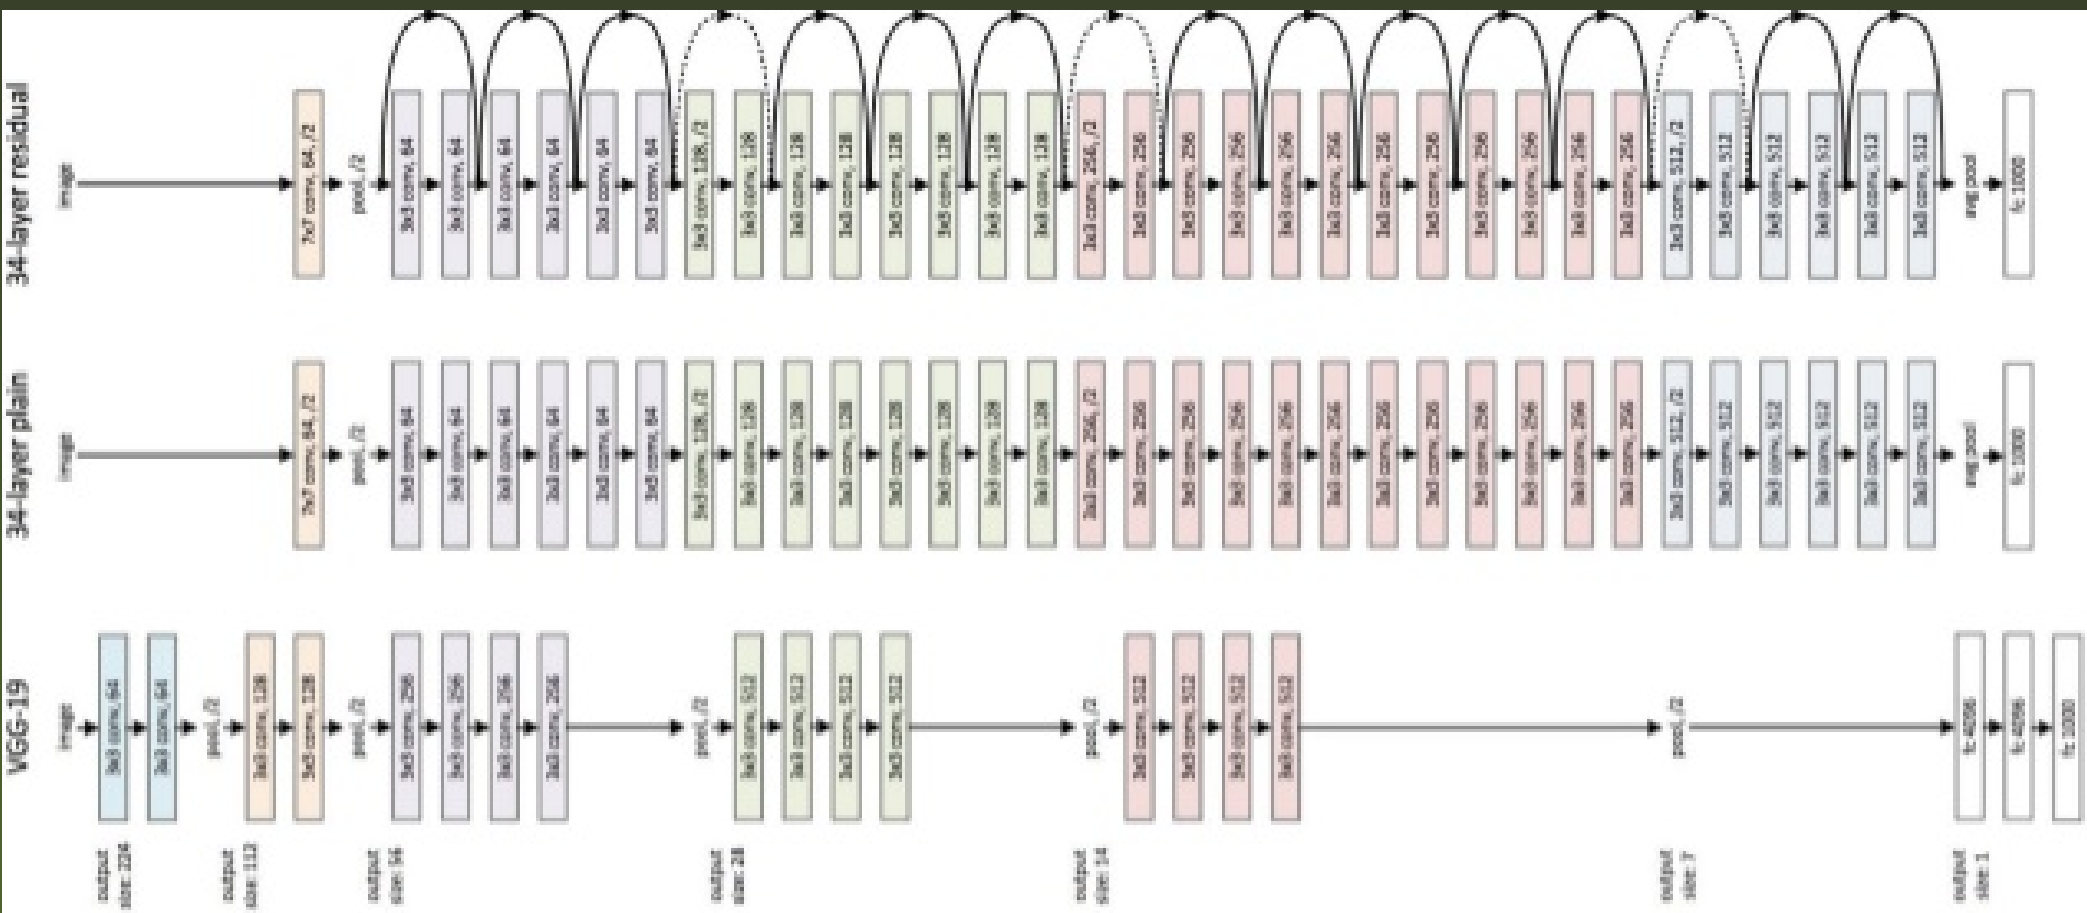 output
size: 224
output
size: 112
output
size: 56
output
size: 28
output
size: 14
output
size: 7
output
size: 1
VGG-19
image
3x3 conv, 64
3x3 conv, 64
pool, /2
3x3 conv, 128
3x3 conv, 128
pool, /2
3x3 conv, 256
3x3 conv, 256
3x3 conv, 256
3x3 conv, 256
pool, /2
3x3 conv, 512
3x3 conv, 512
3x3 conv, 512
3x3 conv, 512
pool, /2
3x3 conv, 512
3x3 conv, 512
3x3 conv, 512
3x3 conv, 512
pool, /2
fc 4096
fc 4096
fc 1000
34-layer plain
image
7x7 conv, 64, /2
pool, /2
3x3 conv, 64
3x3 conv, 64
3x3 conv, 64
3x3 conv, 64
3x3 conv, 64
3x3 conv, 64
3x3 conv, 128, /2
3x3 conv, 128
3x3 conv, 128
3x3 conv, 128
3x3 conv, 128
3x3 conv, 128
3x3 conv, 128
3x3 conv, 128
3x3 conv, 256, /2
3x3 conv, 256
3x3 conv, 256
3x3 conv, 256
3x3 conv, 256
3x3 conv, 256
3x3 conv, 256
3x3 conv, 256
3x3 conv, 256
3x3 conv, 256
3x3 conv, 256
3x3 conv, 256
3x3 conv, 512, /2
3x3 conv, 512
3x3 conv, 512
3x3 conv, 512
3x3 conv, 512
3x3 conv, 512
avg pool
fc 1000
34-layer residual
image
7x7 conv, 64, /2
pool, /2
3x3 conv, 64
3x3 conv, 64
3x3 conv, 64
3x3 conv, 64
3x3 conv, 64
3x3 conv, 64
3x3 conv, 128, /2
3x3 conv, 128
3x3 conv, 128
3x3 conv, 128
3x3 conv, 128
3x3 conv, 128
3x3 conv, 128
3x3 conv, 128
3x3 conv, 256, /2
3x3 conv, 256
3x3 conv, 256
3x3 conv, 256
3x3 conv, 256
3x3 conv, 256
3x3 conv, 256
3x3 conv, 256
3x3 conv, 256
3x3 conv, 256
3x3 conv, 256
3x3 conv, 256
3x3 conv, 512, /2
3x3 conv, 512
3x3 conv, 512
3x3 conv, 512
3x3 conv, 512
3x3 conv, 512
avg pool
fc 1000